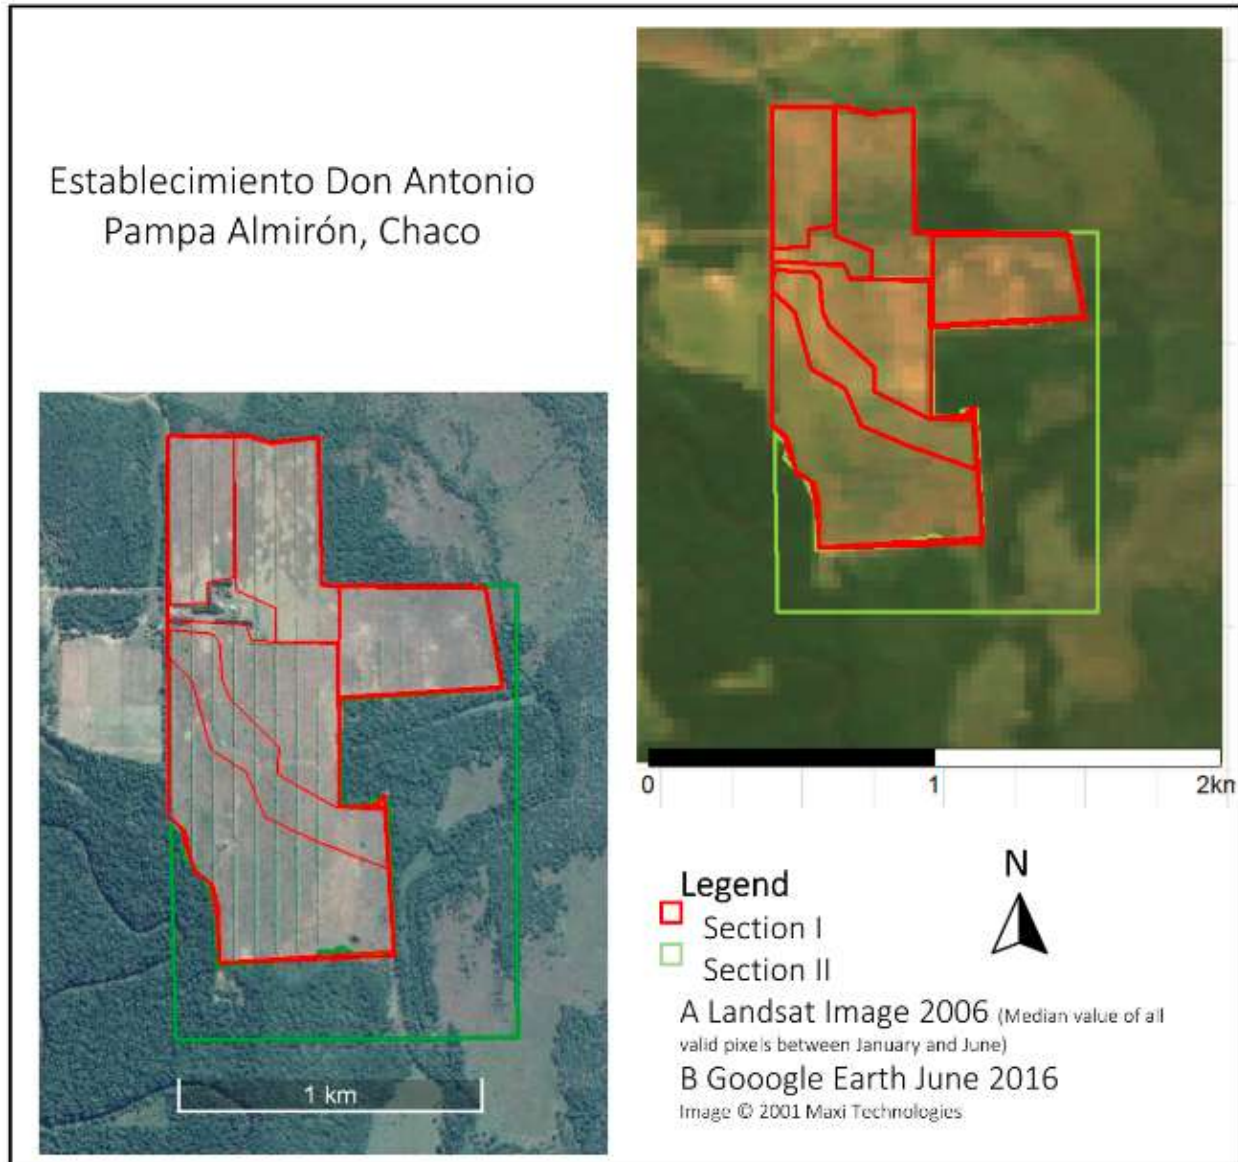 Establecimiento Don Antonio
Pampa Almirón, Chaco
0 1 2km
1 km
N
Legend
Section I
Section II
A Landsat Image 2006 (Median value of all
valid pixels between January and June)
B Gooogle Earth June 2016
Image © 2001 Maxi Technologies